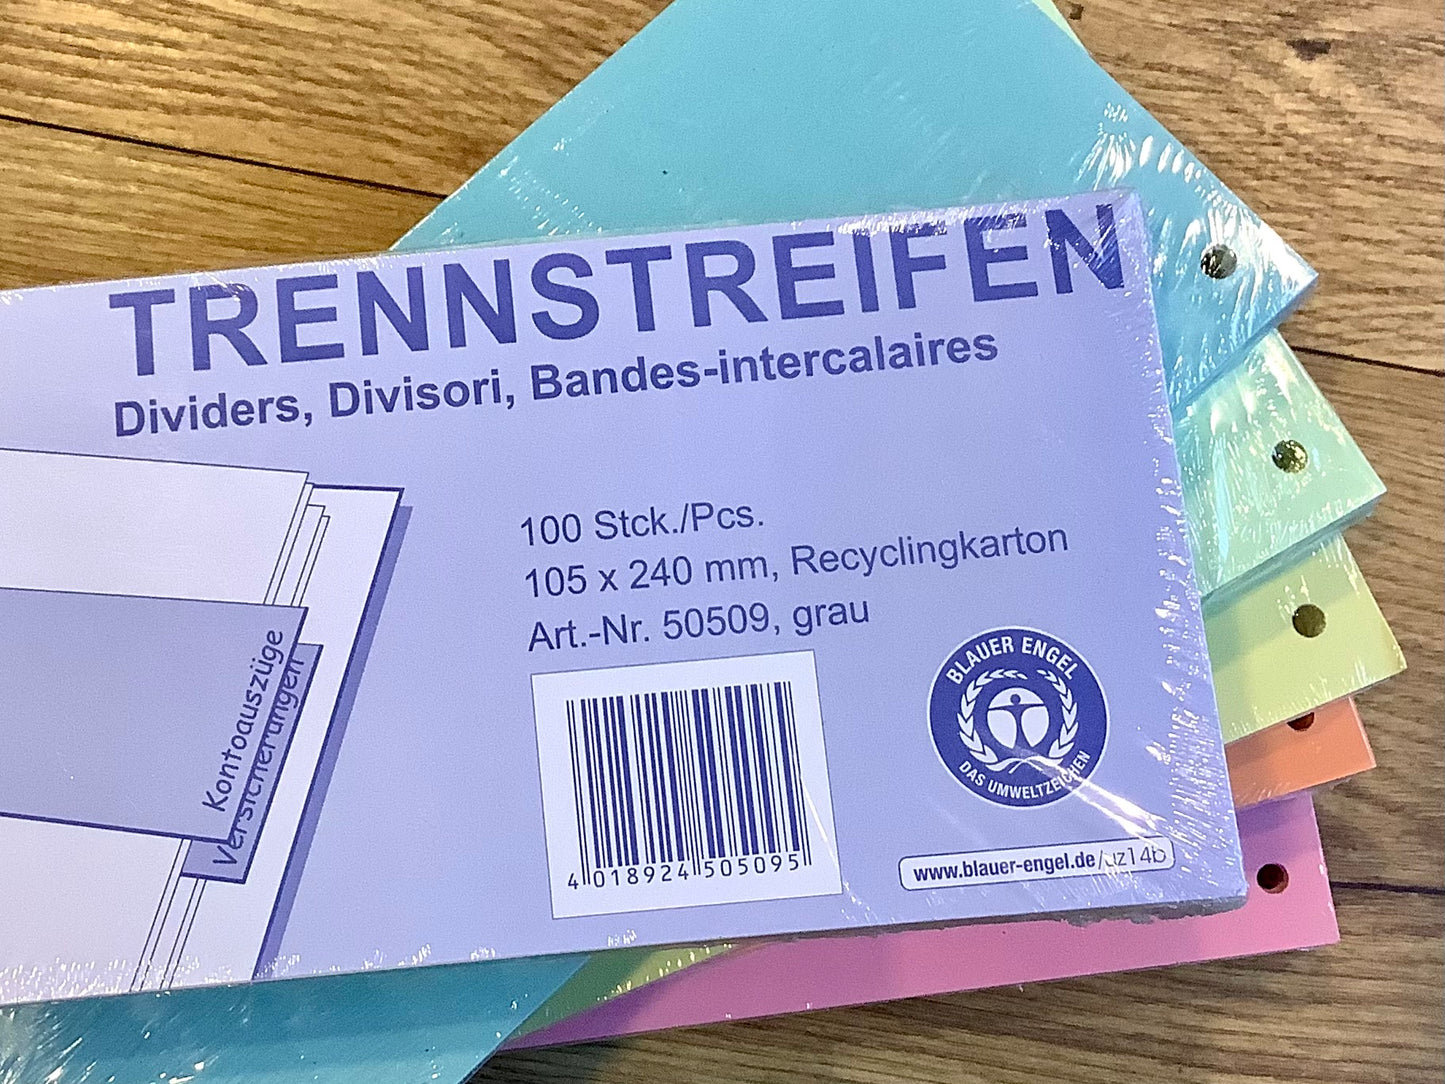 TRENNSTREIFEN
Dividers, Divisori, Bandes-intercalaires
100 Stck./Pcs.
105 x 240 mm, Recyclingkarton
Art.-Nr. 50509, grau
Kontoauszüge
Versicherungen
4 018924 505095
BLAUER ENGEL
DAS UMWELTZEICHEN
www.blauer-engel.de/uz14b